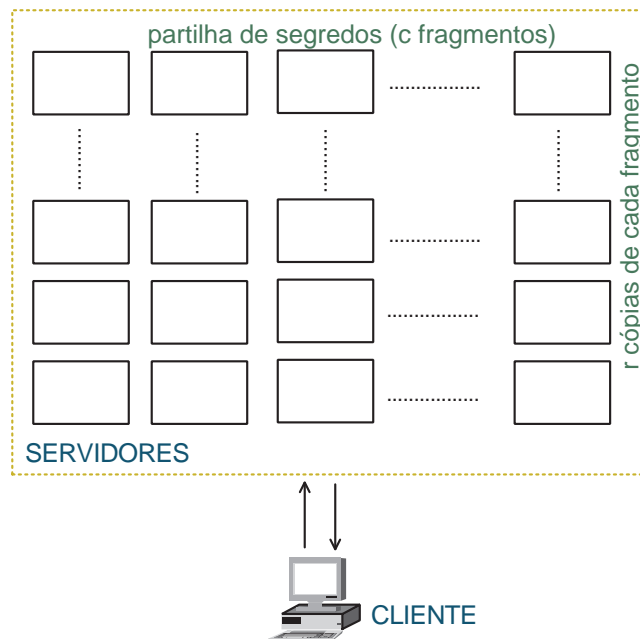 partilha de segredos (c fragmentos)
r cópias de cada fragmento
SERVIDORES
CLIENTE